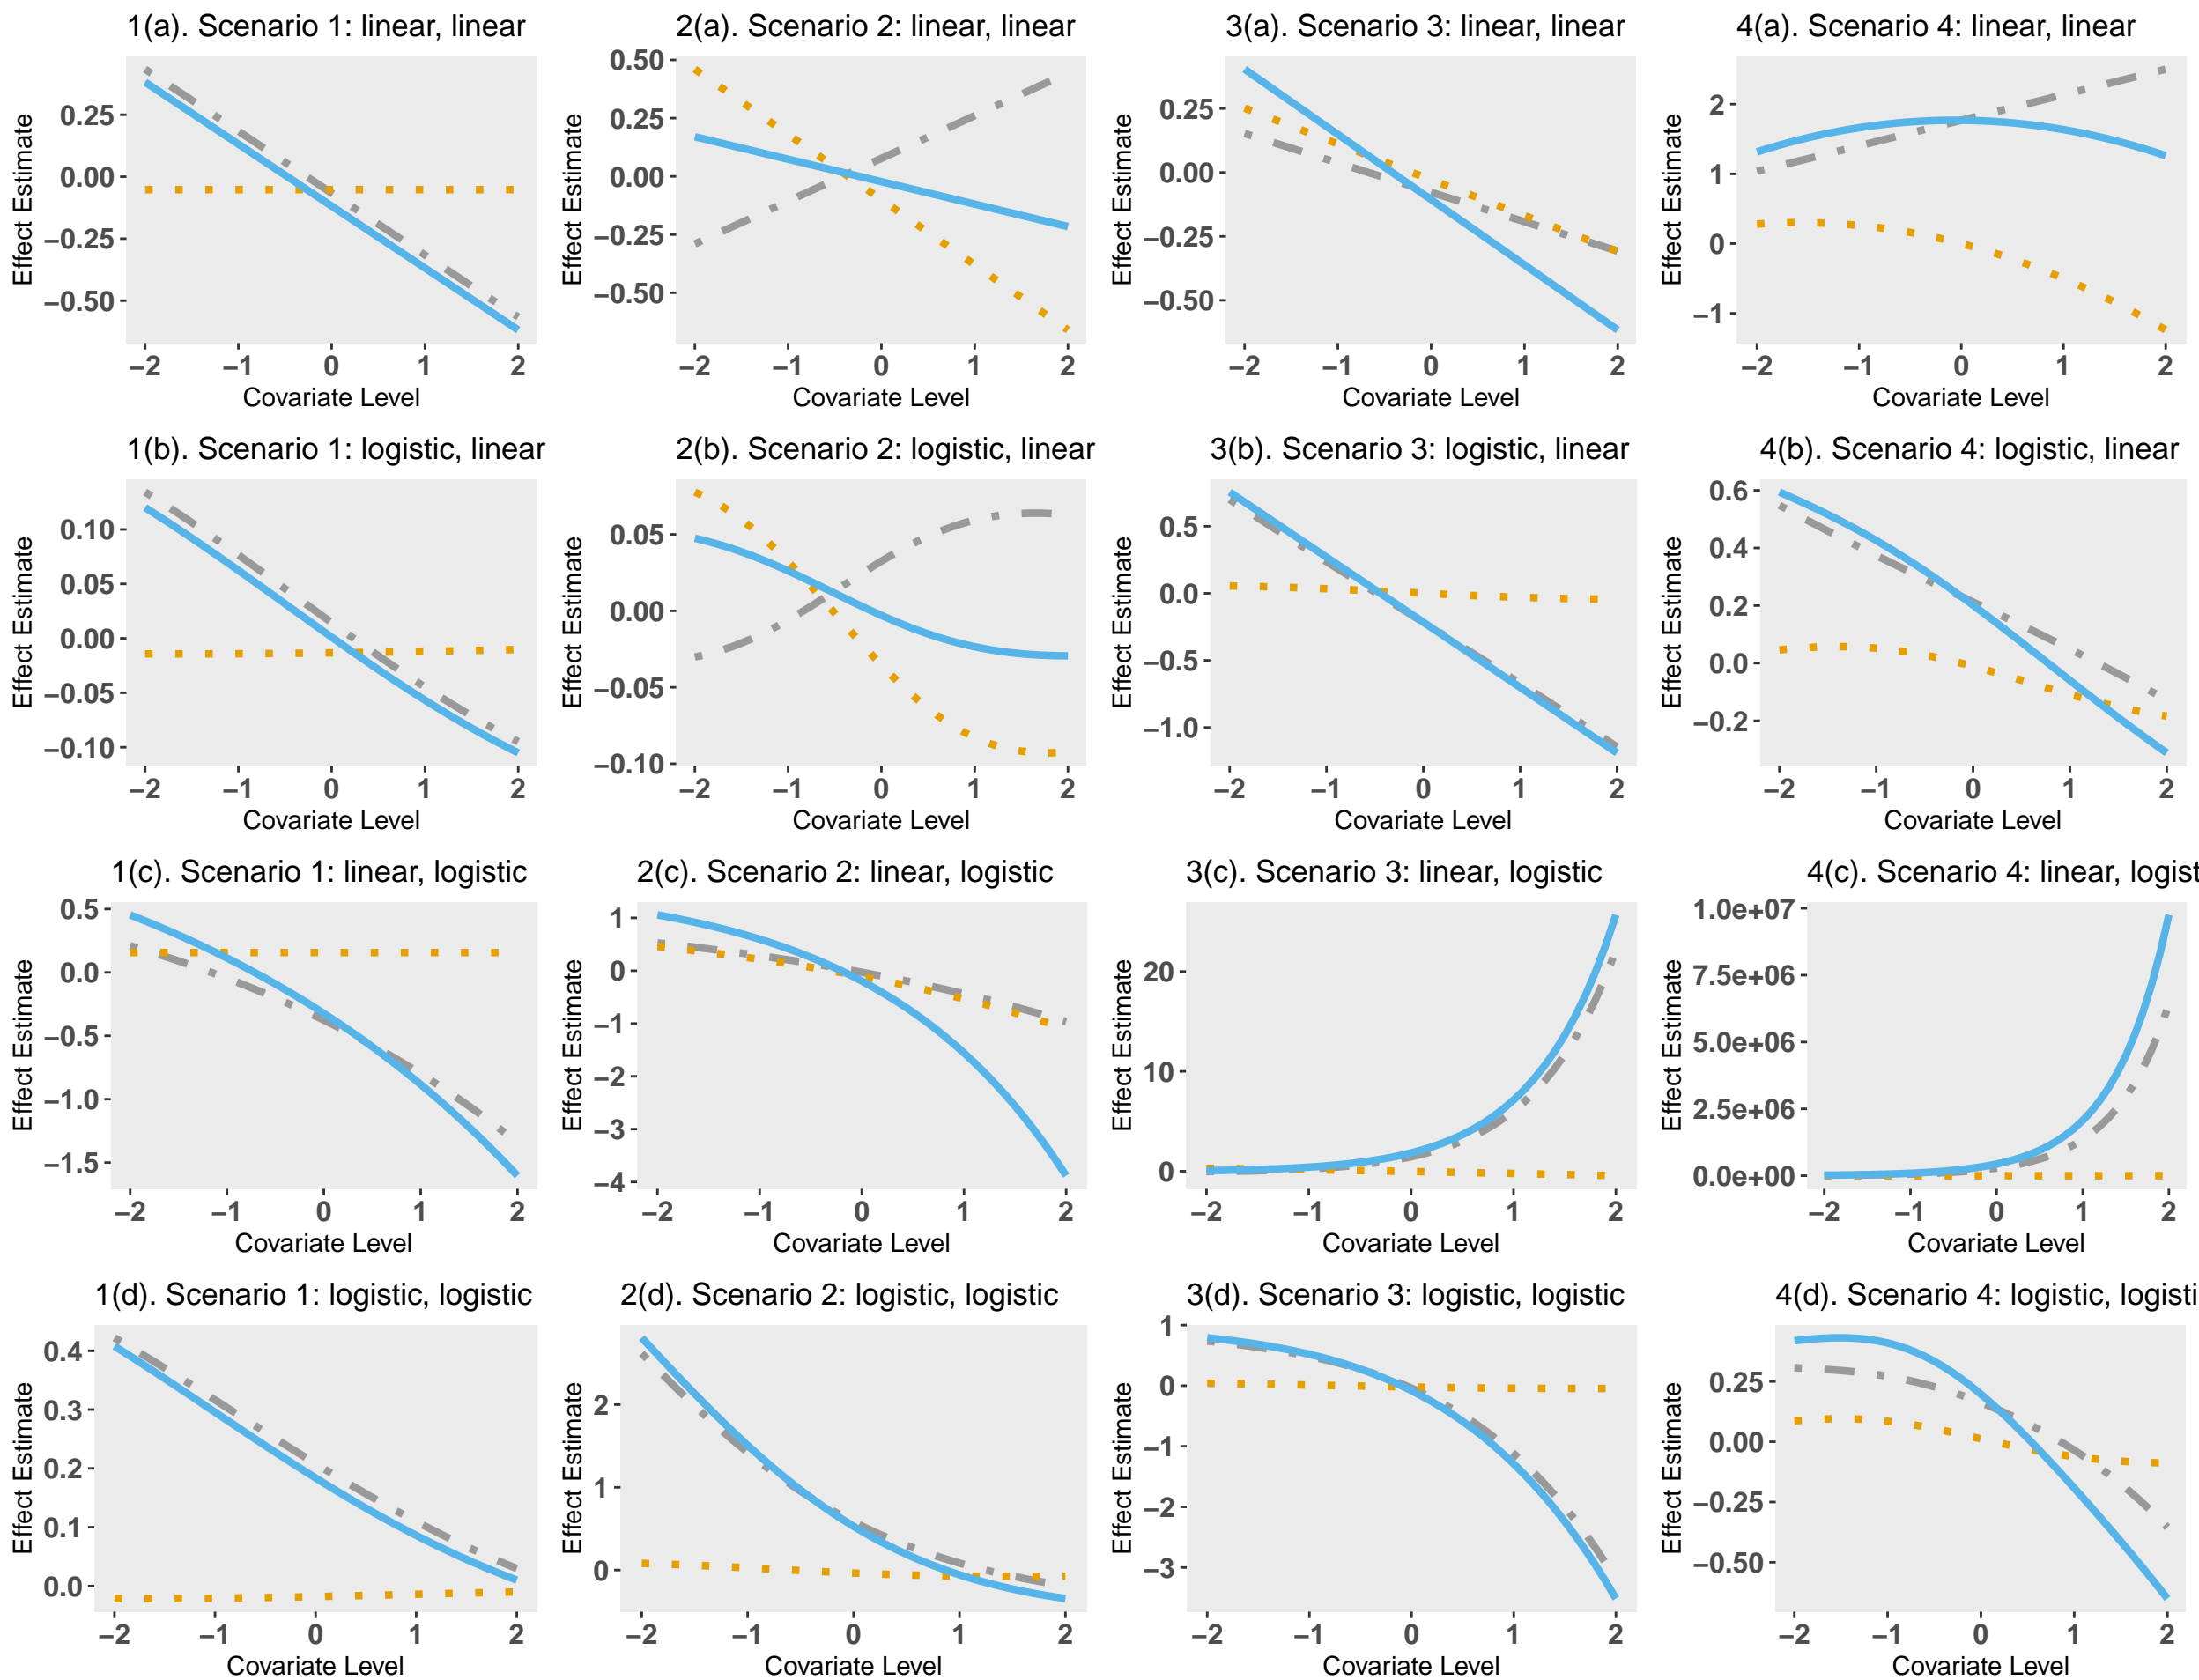 1(a). Scenario 1: linear, linear
0.25
0.00
−0.25
−0.50
−2 −1 0 1 2
Effect Estimate
Covariate Level
2(a). Scenario 2: linear, linear
0.50
0.25
0.00
−0.25
−0.50
−2 −1 0 1 2
Effect Estimate
Covariate Level
3(a). Scenario 3: linear, linear
0.25
0.00
−0.25
−0.50
−2 −1 0 1 2
Effect Estimate
Covariate Level
4(a). Scenario 4: linear, linear
2
1
0
−1
−2 −1 0 1 2
Effect Estimate
Covariate Level
1(b). Scenario 1: logistic, linear
0.10
0.05
0.00
−0.05
−0.10
−2 −1 0 1 2
Effect Estimate
Covariate Level
2(b). Scenario 2: logistic, linear
0.05
0.00
−0.05
−0.10
−2 −1 0 1 2
Effect Estimate
Covariate Level
3(b). Scenario 3: logistic, linear
0.5
0.0
−0.5
−1.0
−2 −1 0 1 2
Effect Estimate
Covariate Level
4(b). Scenario 4: logistic, linear
0.6
0.4
0.2
0.0
−0.2
−2 −1 0 1 2
Effect Estimate
Covariate Level
1(c). Scenario 1: linear, logistic
0.5
0.0
−0.5
−1.0
−1.5
−2 −1 0 1 2
Effect Estimate
Covariate Level
2(c). Scenario 2: linear, logistic
1
0
−1
−2
−3
−4
−2 −1 0 1 2
Effect Estimate
Covariate Level
3(c). Scenario 3: linear, logistic
20
10
0
−2 −1 0 1 2
Effect Estimate
Covariate Level
4(c). Scenario 4: linear, logist
1.0e+07
7.5e+06
5.0e+06
2.5e+06
0.0e+00
−2 −1 0 1 2
Effect Estimate
Covariate Level
1(d). Scenario 1: logistic, logistic
0.4
0.3
0.2
0.1
0.0
−2 −1 0 1 2
Effect Estimate
Covariate Level
2(d). Scenario 2: logistic, logistic
2
1
0
−2 −1 0 1 2
Effect Estimate
Covariate Level
3(d). Scenario 3: logistic, logistic
1
0
−1
−2
−3
−2 −1 0 1 2
Effect Estimate
Covariate Level
4(d). Scenario 4: logistic, logisti
0.25
0.00
−0.25
−0.50
−2 −1 0 1 2
Effect Estimate
Covariate Level